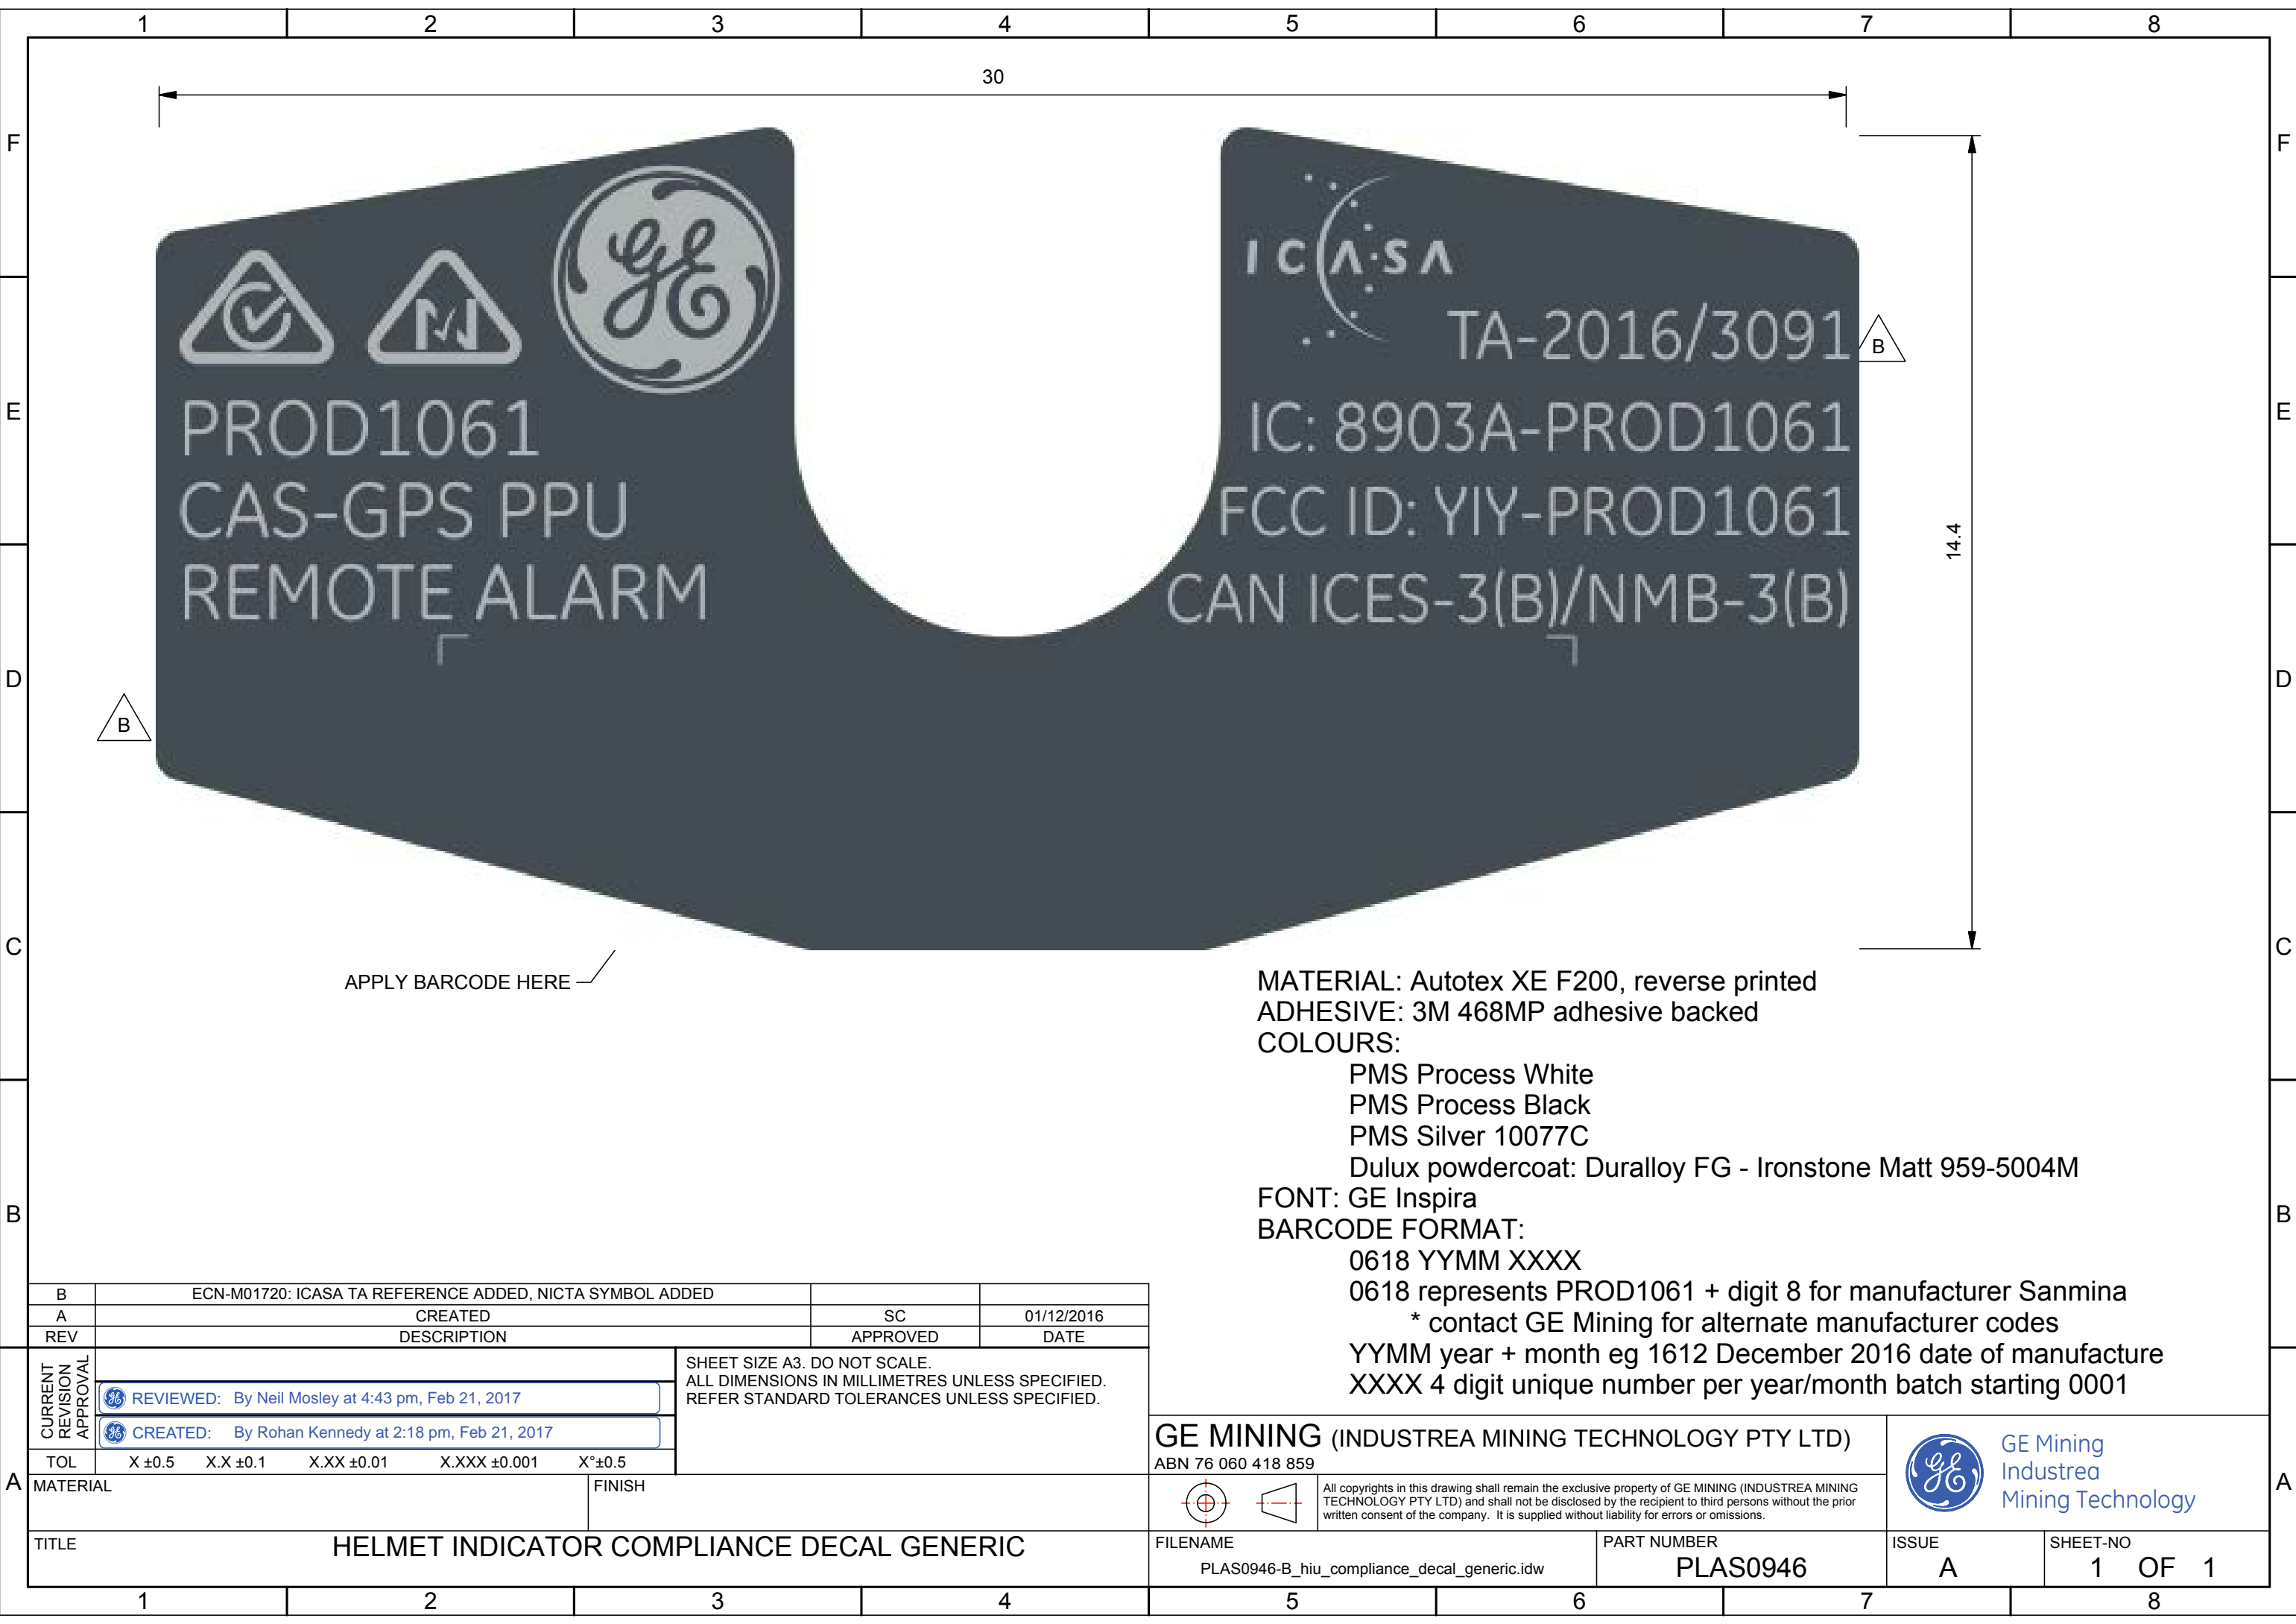 1 2 3 4 5 6 7 8
30
F F
GE
ICASA
TA-2016/3091
B
IC: 8903A-PROD1061
FCC ID: YIY-PROD1061
CAN ICES-3(B)/NMB-3(B)
PROD1061
CAS-GPS PPU
REMOTE ALARM
E E
14.4
D D
B
C C
APPLY BARCODE HERE
MATERIAL: Autotex XE F200, reverse printed
ADHESIVE: 3M 468MP adhesive backed
COLOURS:
PMS Process White
PMS Process Black
PMS Silver 10077C
Dulux powdercoat: Duralloy FG - Ironstone Matt 959-5004M
FONT: GE Inspira
BARCODE FORMAT:
0618 YYMM XXXX
0618 represents PROD1061 + digit 8 for manufacturer Sanmina
* contact GE Mining for alternate manufacturer codes
YYMM year + month eg 1612 December 2016 date of manufacture
XXXX 4 digit unique number per year/month batch starting 0001
B B
B ECN-M01720: ICASA TA REFERENCE ADDED, NICTA SYMBOL ADDED
A CREATED SC 01/12/2016
REV DESCRIPTION APPROVED DATE
CURRENT
REVISION
APPROVAL
GE REVIEWED: By Neil Mosley at 4:43 pm, Feb 21, 2017
GE CREATED: By Rohan Kennedy at 2:18 pm, Feb 21, 2017
SHEET SIZE A3. DO NOT SCALE.
ALL DIMENSIONS IN MILLIMETRES UNLESS SPECIFIED.
REFER STANDARD TOLERANCES UNLESS SPECIFIED.
TOL X ±0.5 X.X ±0.1 X.XX ±0.01 X.XXX ±0.001 X°±0.5
A A
MATERIAL FINISH
GE MINING (INDUSTREA MINING TECHNOLOGY PTY LTD)
ABN 76 060 418 859
All copyrights in this drawing shall remain the exclusive property of GE MINING (INDUSTREA MINING
TECHNOLOGY PTY LTD) and shall not be disclosed by the recipient to third persons without the prior
written consent of the company. It is supplied without liability for errors or omissions.
GE
GE Mining
Industrea
Mining Technology
TITLE HELMET INDICATOR COMPLIANCE DECAL GENERIC
FILENAME
PLAS0946-B_hiu_compliance_decal_generic.idw
PART NUMBER
PLAS0946
ISSUE
A
SHEET-NO
1 OF 1
1 2 3 4 5 6 7 8